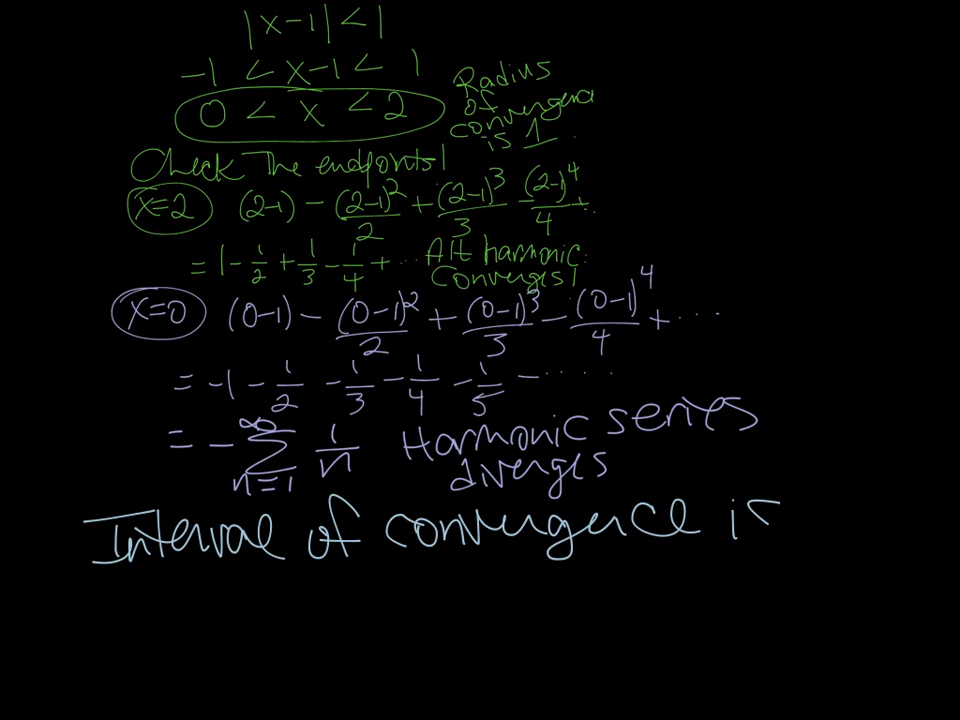 |x-1| < 1
-1 < x-1 < 1
0 < x < 2
Radius
of
convergence
is 1
Check The endpoints!
x=2 (2-1) - (2-1)²/2 + (2-1)³/3 - (2-1)⁴/4 + ...
= 1 - 1/2 + 1/3 - 1/4 + ... Alt harmonic
Converges!
x=0 (0-1) - (0-1)²/2 + (0-1)³/3 - (0-1)⁴/4 + ....
= -1 - 1/2 - 1/3 - 1/4 - 1/5 - .....
= - ∑_{n=1}^{∞} 1/n Harmonic series
diverges
Interval of convergence is